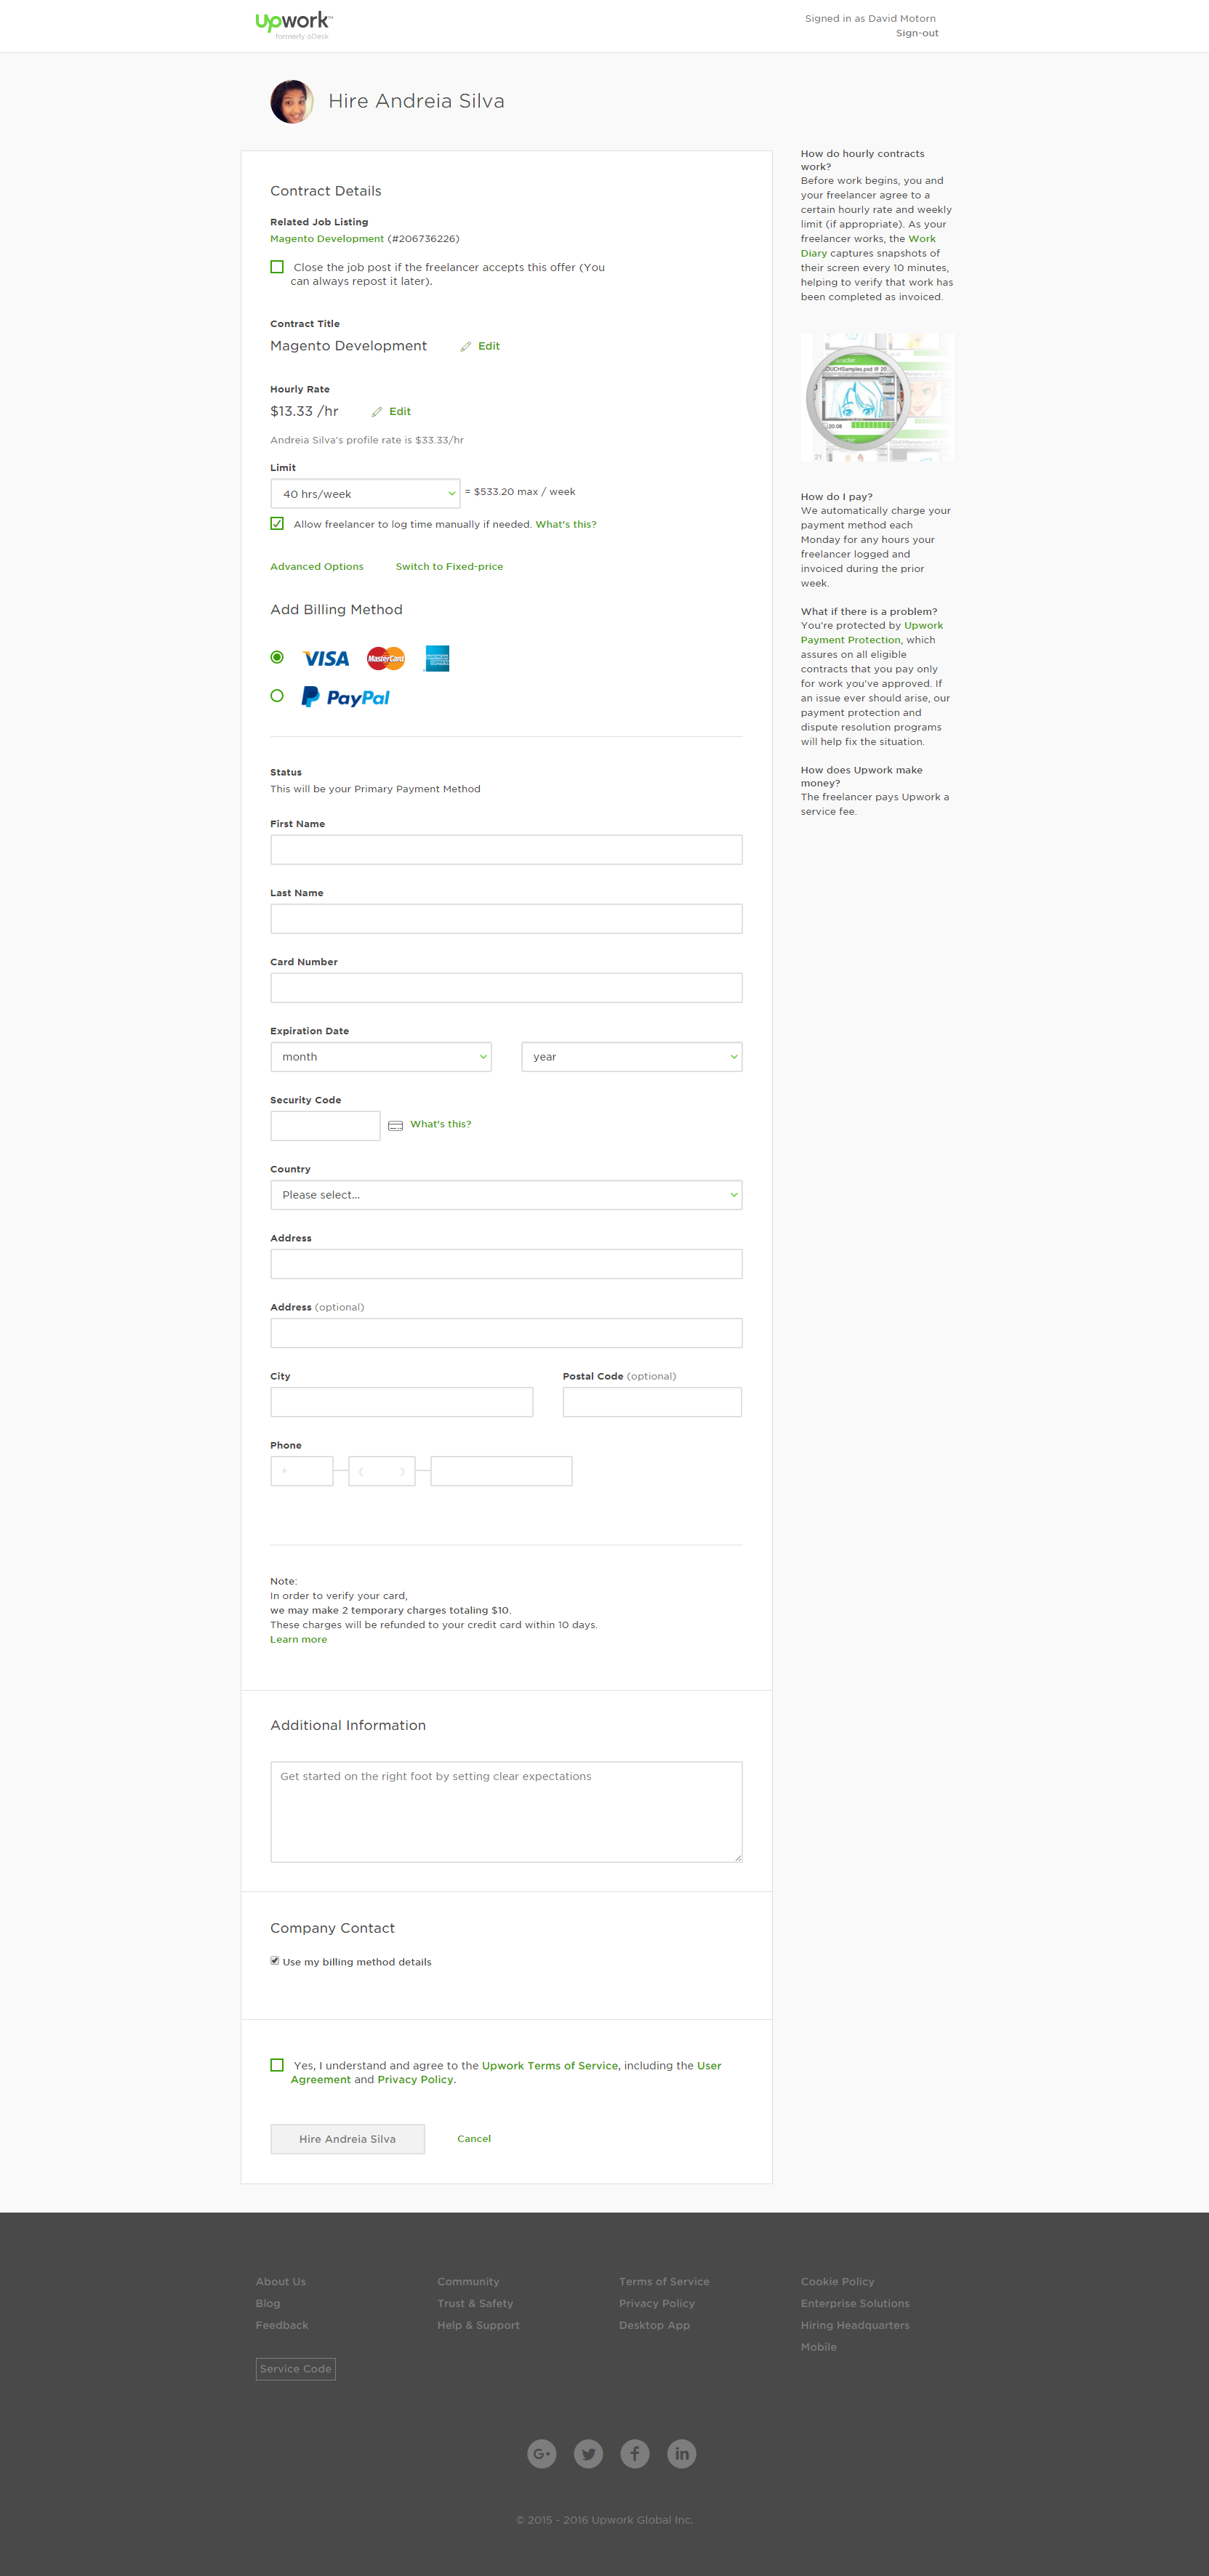 Upwork™
formerly oDesk
Signed in as David Motorn
Sign-out
Hire Andreia Silva
Contract Details
Related Job Listing
Magento Development (#206736226)
Close the job post if the freelancer accepts this offer (You
can always repost it later).
Contract Title
Magento Development Edit
Hourly Rate
$13.33 /hr Edit
Andreia Silva's profile rate is $33.33/hr
Limit
40 hrs/week = $533.20 max / week
Allow freelancer to log time manually if needed. What's this?
Advanced Options Switch to Fixed-price
Add Billing Method
VISA MasterCard AMERICAN EXPRESS
PayPal
Status
This will be your Primary Payment Method
First Name
Last Name
Card Number
Expiration Date
month year
Security Code
What's this?
Country
Please select...
Address
Address (optional)
City Postal Code (optional)
Phone
+ ( )
Note:
In order to verify your card,
we may make 2 temporary charges totaling $10.
These charges will be refunded to your credit card within 10 days.
Learn more
Additional Information
Get started on the right foot by setting clear expectations
Company Contact
Use my billing method details
Yes, I understand and agree to the Upwork Terms of Service, including the User
Agreement and Privacy Policy.
Hire Andreia Silva Cancel
How do hourly contracts
work?
Before work begins, you and
your freelancer agree to a
certain hourly rate and weekly
limit (if appropriate). As your
freelancer works, the Work
Diary captures snapshots of
their screen every 10 minutes,
helping to verify that work has
been completed as invoiced.
OUCHSamples.psd @ 20
20:08
21
How do I pay?
We automatically charge your
payment method each
Monday for any hours your
freelancer logged and
invoiced during the prior
week.
What if there is a problem?
You're protected by Upwork
Payment Protection, which
assures on all eligible
contracts that you pay only
for work you've approved. If
an issue ever should arise, our
payment protection and
dispute resolution programs
will help fix the situation.
How does Upwork make
money?
The freelancer pays Upwork a
service fee.
About Us Community Terms of Service Cookie Policy
Blog Trust & Safety Privacy Policy Enterprise Solutions
Feedback Help & Support Desktop App Hiring Headquarters
Mobile
Service Code
G+ f in
© 2015 - 2016 Upwork Global Inc.